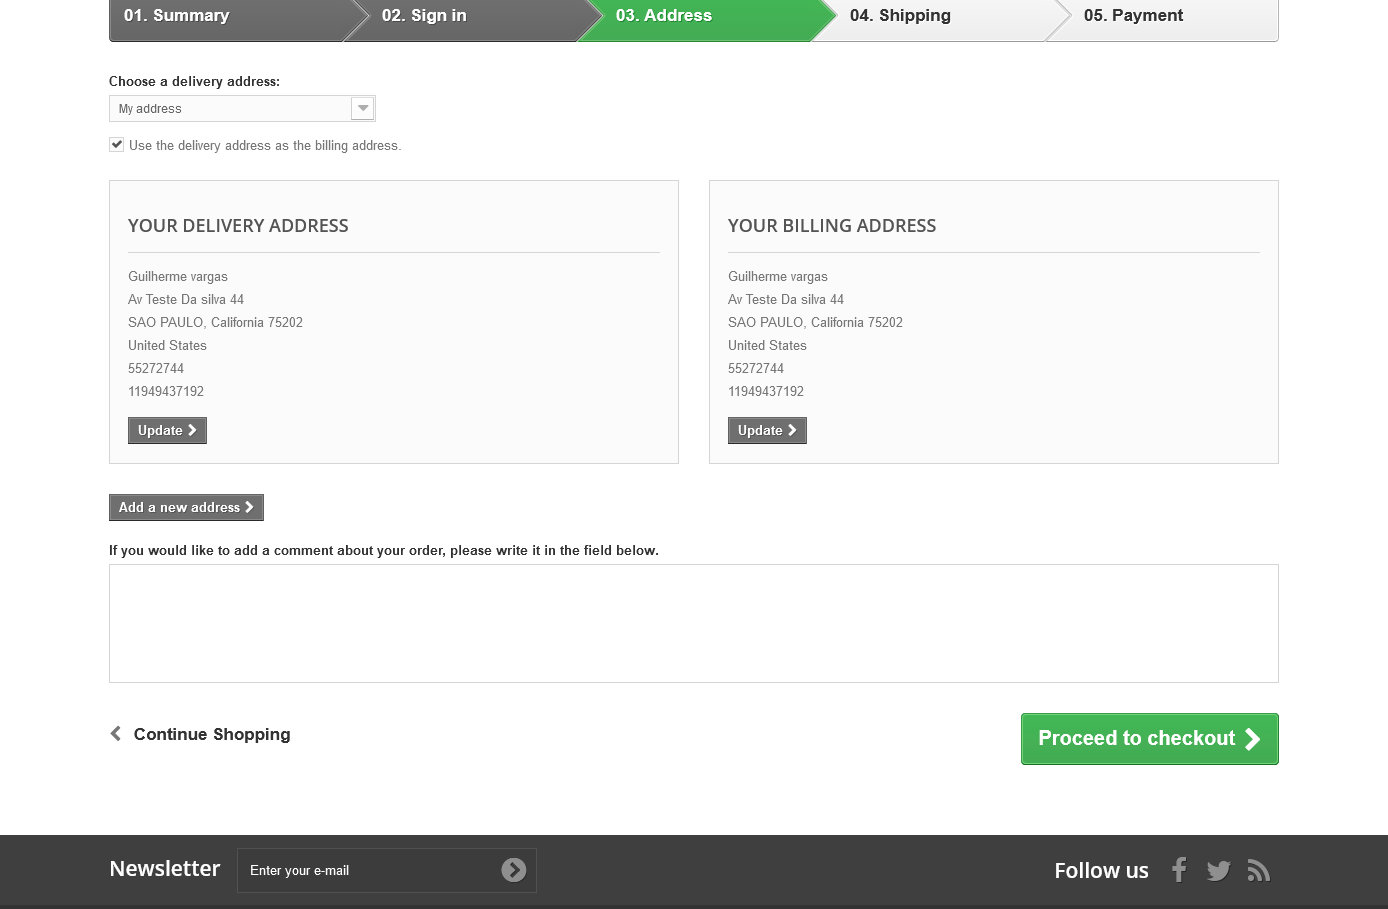 01. Summary
02. Sign in
03. Address
04. Shipping
05. Payment
Choose a delivery address:
My address
Use the delivery address as the billing address.
YOUR DELIVERY ADDRESS
Guilherme vargas
Av Teste Da silva 44
SAO PAULO, California 75202
United States
55272744
11949437192
Update
YOUR BILLING ADDRESS
Guilherme vargas
Av Teste Da silva 44
SAO PAULO, California 75202
United States
55272744
11949437192
Update
Add a new address
If you would like to add a comment about your order, please write it in the field below.
Continue Shopping
Proceed to checkout
Newsletter
Enter your e-mail
Follow us